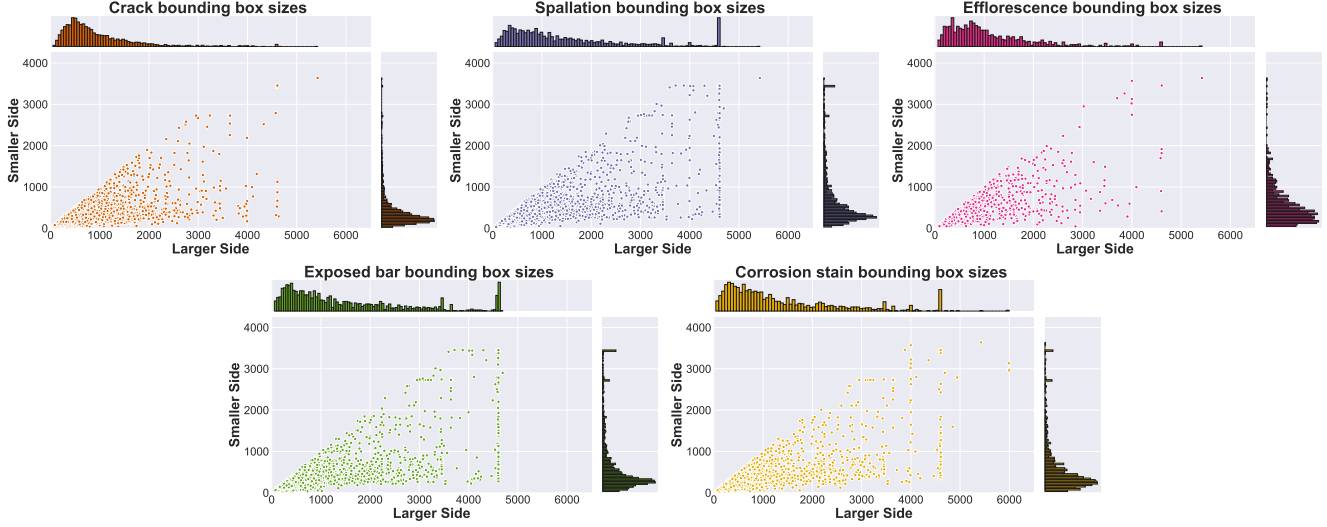 Crack bounding box sizes
4000
3000
2000
1000
0
Smaller Side
0 1000 2000 3000 4000 5000 6000
Larger Side
Spallation bounding box sizes
4000
3000
2000
1000
0
Smaller Side
0 1000 2000 3000 4000 5000 6000
Larger Side
Efflorescence bounding box sizes
4000
3000
2000
1000
0
Smaller Side
0 1000 2000 3000 4000 5000 6000
Larger Side
Exposed bar bounding box sizes
4000
3000
2000
1000
0
Smaller Side
0 1000 2000 3000 4000 5000 6000
Larger Side
Corrosion stain bounding box sizes
4000
3000
2000
1000
0
Smaller Side
0 1000 2000 3000 4000 5000 6000
Larger Side